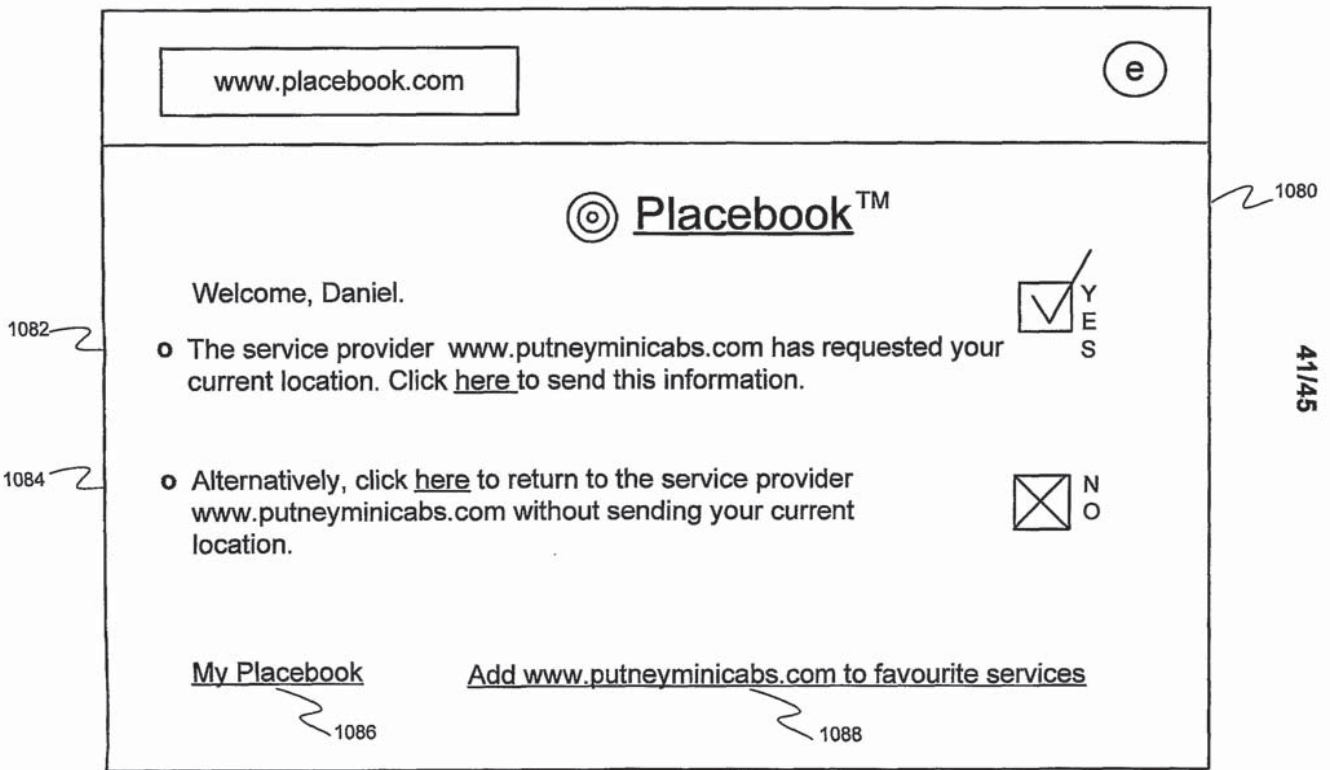 www.placebook.com
e
Placebook™
1080
Welcome, Daniel.
YES
1082
o The service provider www.putneyminicabs.com has requested your
current location. Click here to send this information.
41/45
1084
o Alternatively, click here to return to the service provider
www.putneyminicabs.com without sending your current
location.
NO
My Placebook
Add www.putneyminicabs.com to favourite services
1086
1088